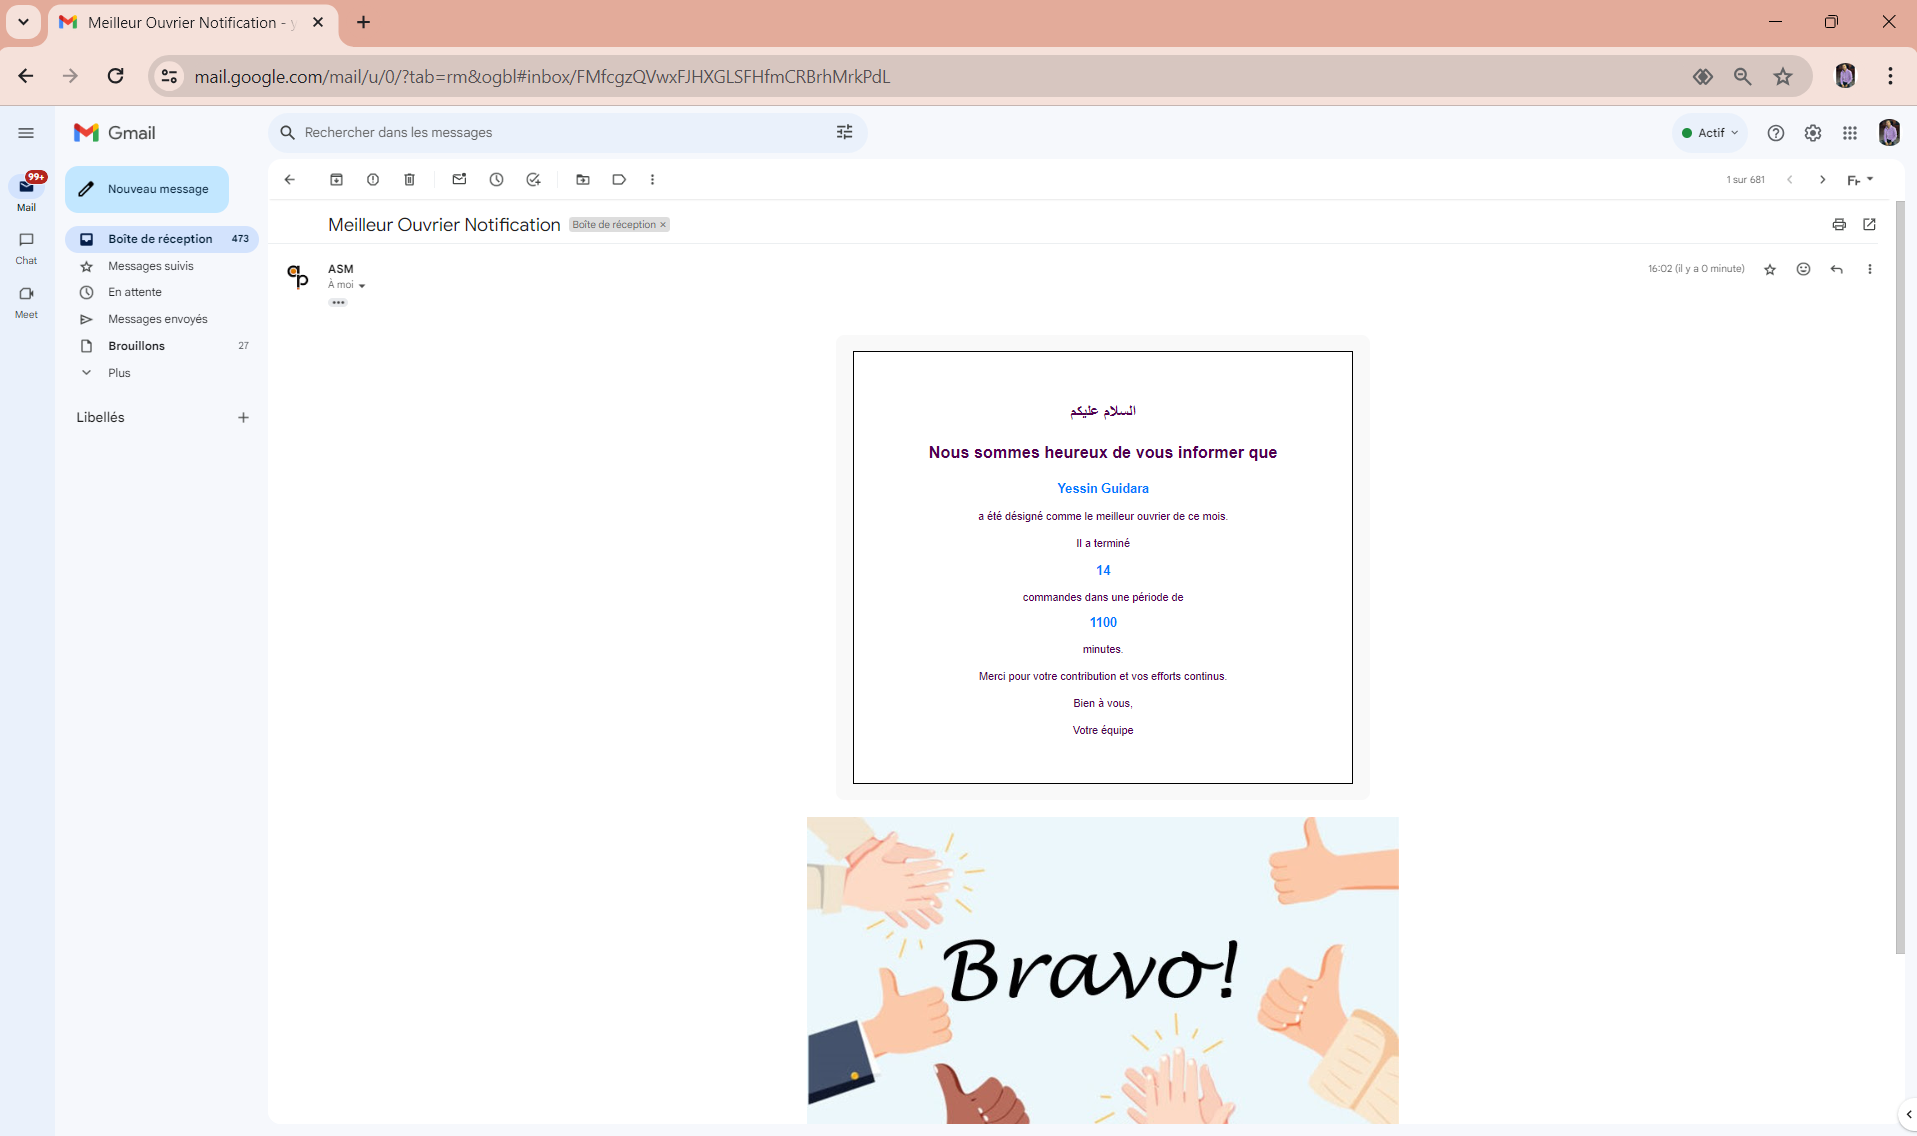 Meilleur Ouvrier Notification -
mail.google.com/mail/u/0/?tab=rm&ogbl#inbox/FMfcgzQVwxFJHXGLSFHfmCRBrhMrkPdL
Gmail
Rechercher dans les messages
Actif
99+
Mail
Chat
Meet
Nouveau message
Boîte de réception 473
Messages suivis
En attente
Messages envoyés
Brouillons 27
Plus
Libellés
1 sur 681
Fr
Meilleur Ouvrier Notification
Boîte de réception ×
ASM
À moi
16:02 (il y a 0 minute)
السلام عليكم
Nous sommes heureux de vous informer que
Yessin Guidara
a été désigné comme le meilleur ouvrier de ce mois.
Il a terminé
14
commandes dans une période de
1100
minutes.
Merci pour votre contribution et vos efforts continus.
Bien à vous,
Votre équipe
Bravo!